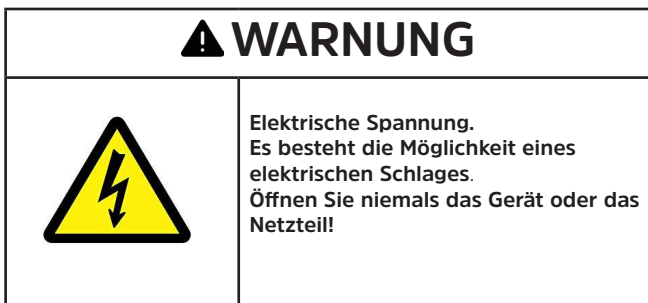 WARNUNG
Elektrische Spannung.
Es besteht die Möglichkeit eines
elektrischen Schlages.
Öffnen Sie niemals das Gerät oder das
Netzteil!